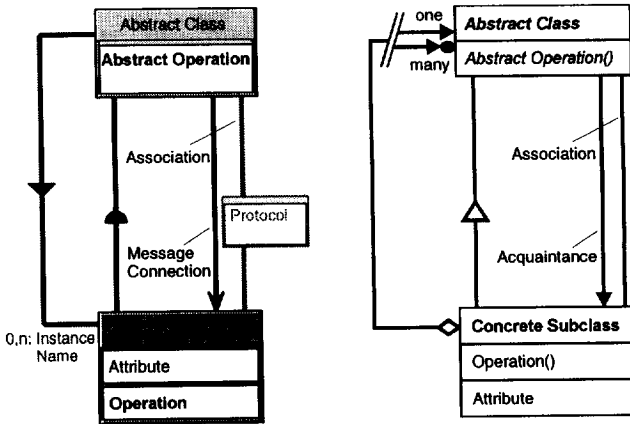 Abstract Class
Abstract Operation
Association
Protocol
Message
Connection
0,n: Instance
Name
Attribute
Operation
one
many
Abstract Class
Abstract Operation()
Association
Acquaintance
Concrete Subclass
Operation()
Attribute